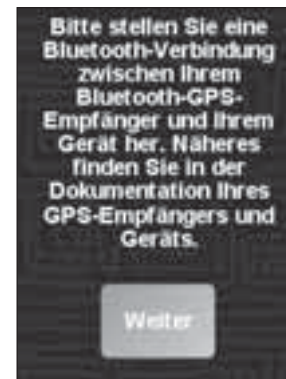 Bitte stellen Sie eine
Bluetooth-Verbindung
zwischen Ihrem
Bluetooth-GPS-
Empfänger und Ihrem
Gerät her. Näheres
finden Sie in der
Dokumentation Ihres
GPS-Empfängers und
Geräts.
Weiter